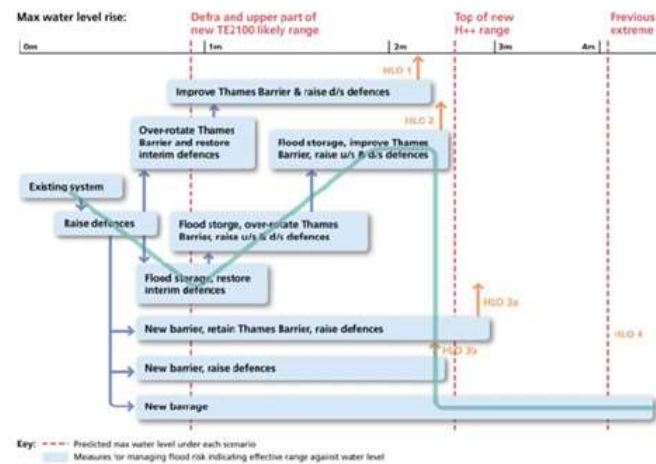 Max water level rise:
Defra and upper part of
new TE2100 likely range
Top of new
H++ range
Previous
extreme
0m
1m
2m
3m
4m
HLO 1
Improve Thames Barrier & raise d/s defences
HLO 2
Over-rotate Thames
Barrier and restore
interim defences
Flood storage, improve Thames
Barrier, raise u/s & d/s defences
Existing system
Raise defences
Flood storge, over-rotate Thames
Barrier, raise u/s & d/s defences
Flood storage, restore
interim defences
HLO 3a
New barrier, retain Thames Barrier, raise defences
HLO 4
New barrier, raise defences
New barrage
Key:
Predicted max water level under each scenario
Measures for managing flood risk indicating effective range against water level